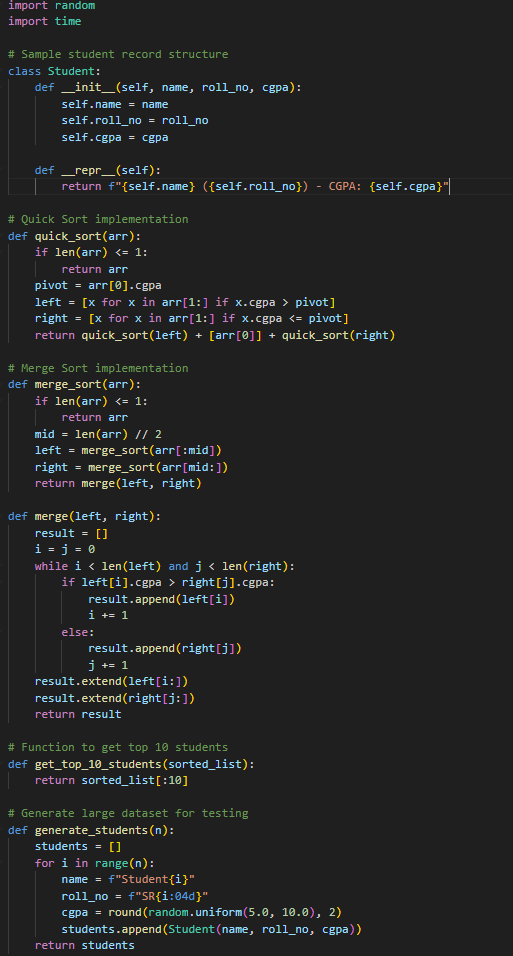 import random
import time

# Sample student record structure
class Student:
    def __init__(self, name, roll_no, cgpa):
        self.name = name
        self.roll_no = roll_no
        self.cgpa = cgpa

    def __repr__(self):
        return f"{self.name} ({self.roll_no}) - CGPA: {self.cgpa}"

# Quick Sort implementation
def quick_sort(arr):
    if len(arr) <= 1:
        return arr
    pivot = arr[0].cgpa
    left = [x for x in arr[1:] if x.cgpa > pivot]
    right = [x for x in arr[1:] if x.cgpa <= pivot]
    return quick_sort(left) + [arr[0]] + quick_sort(right)

# Merge Sort implementation
def merge_sort(arr):
    if len(arr) <= 1:
        return arr
    mid = len(arr) // 2
    left = merge_sort(arr[:mid])
    right = merge_sort(arr[mid:])
    return merge(left, right)

def merge(left, right):
    result = []
    i = j = 0
    while i < len(left) and j < len(right):
        if left[i].cgpa > right[j].cgpa:
            result.append(left[i])
            i += 1
        else:
            result.append(right[j])
            j += 1
    result.extend(left[i:])
    result.extend(right[j:])
    return result

# Function to get top 10 students
def get_top_10_students(sorted_list):
    return sorted_list[:10]

# Generate large dataset for testing
def generate_students(n):
    students = []
    for i in range(n):
        name = f"Student{i}"
        roll_no = f"SR{i:04d}"
        cgpa = round(random.uniform(5.0, 10.0), 2)
        students.append(Student(name, roll_no, cgpa))
    return students